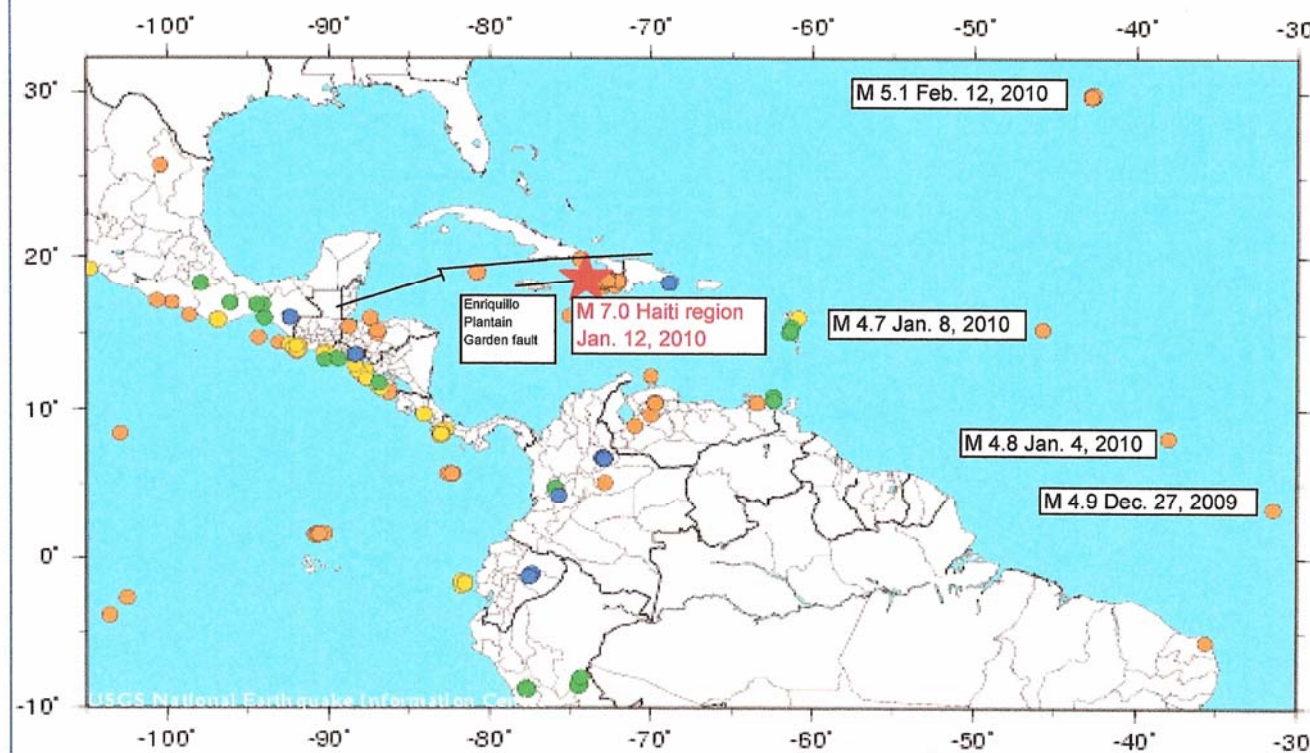 -100° -90° -80° -70° -60° -50° -40° -30
30°
M 5.1 Feb. 12, 2010
20°
Enriquillo
Plantain
Garden fault
M 7.0 Haiti region
Jan. 12, 2010
M 4.7 Jan. 8, 2010
10°
M 4.8 Jan. 4, 2010
M 4.9 Dec. 27, 2009
0°
-10°
USGS National Earthquake Information Cen
-100° -90° -80° -70° -60° -50° -40° -30